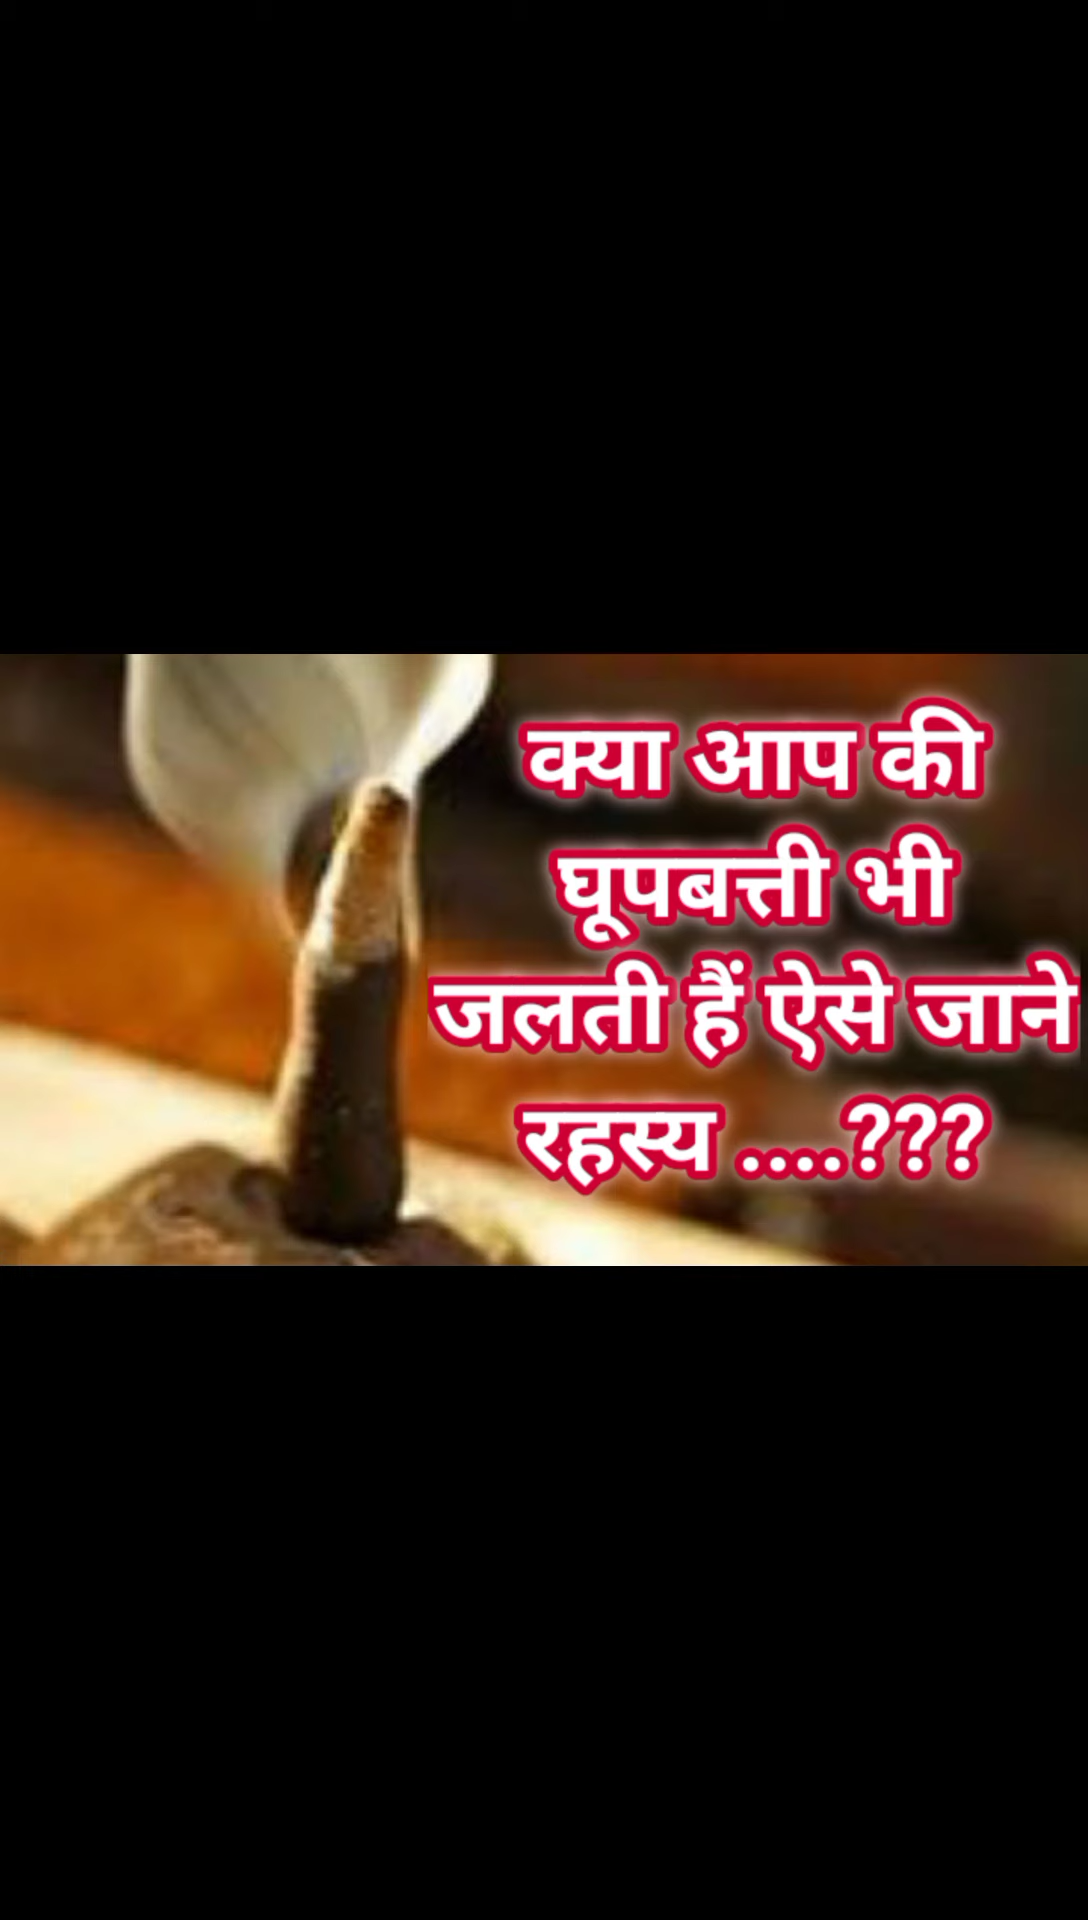 क्या आप की
घूपबत्ती भी
जलती हैं ऐसे जाने
रहस्य ....???